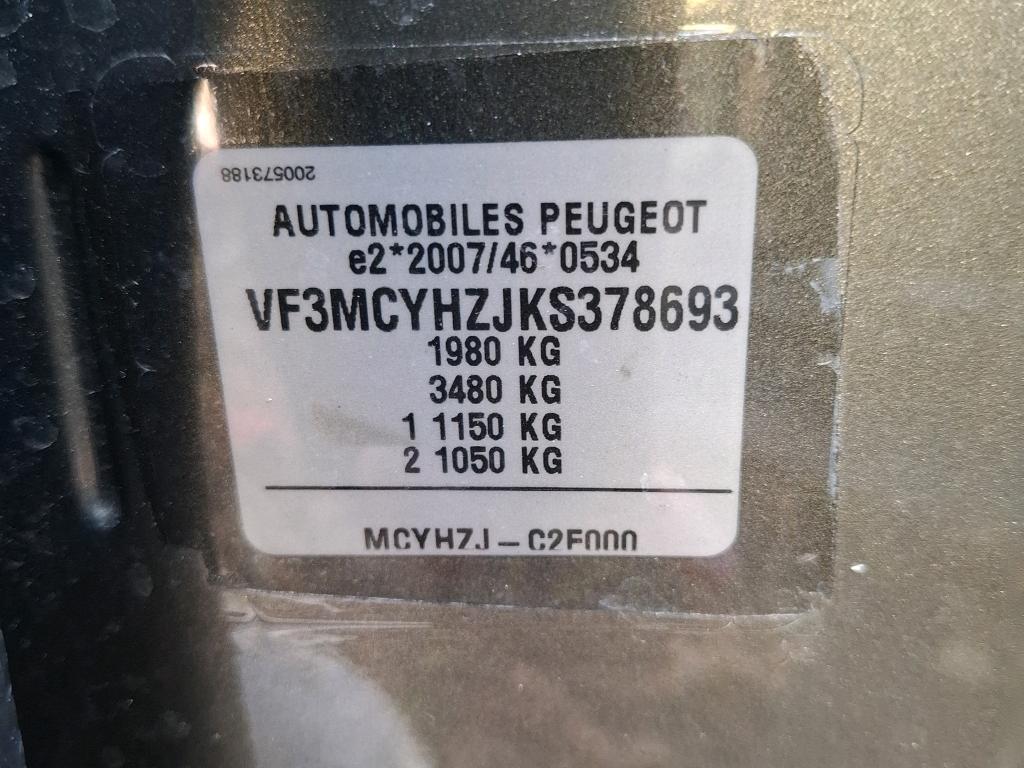 200573188
AUTOMOBILES PEUGEOT
e2*2007/46*0534
VF3MCYHZJKS378693
1980 KG
3480 KG
1 1150 KG
2 1050 KG
MCYHZJ – C2F000